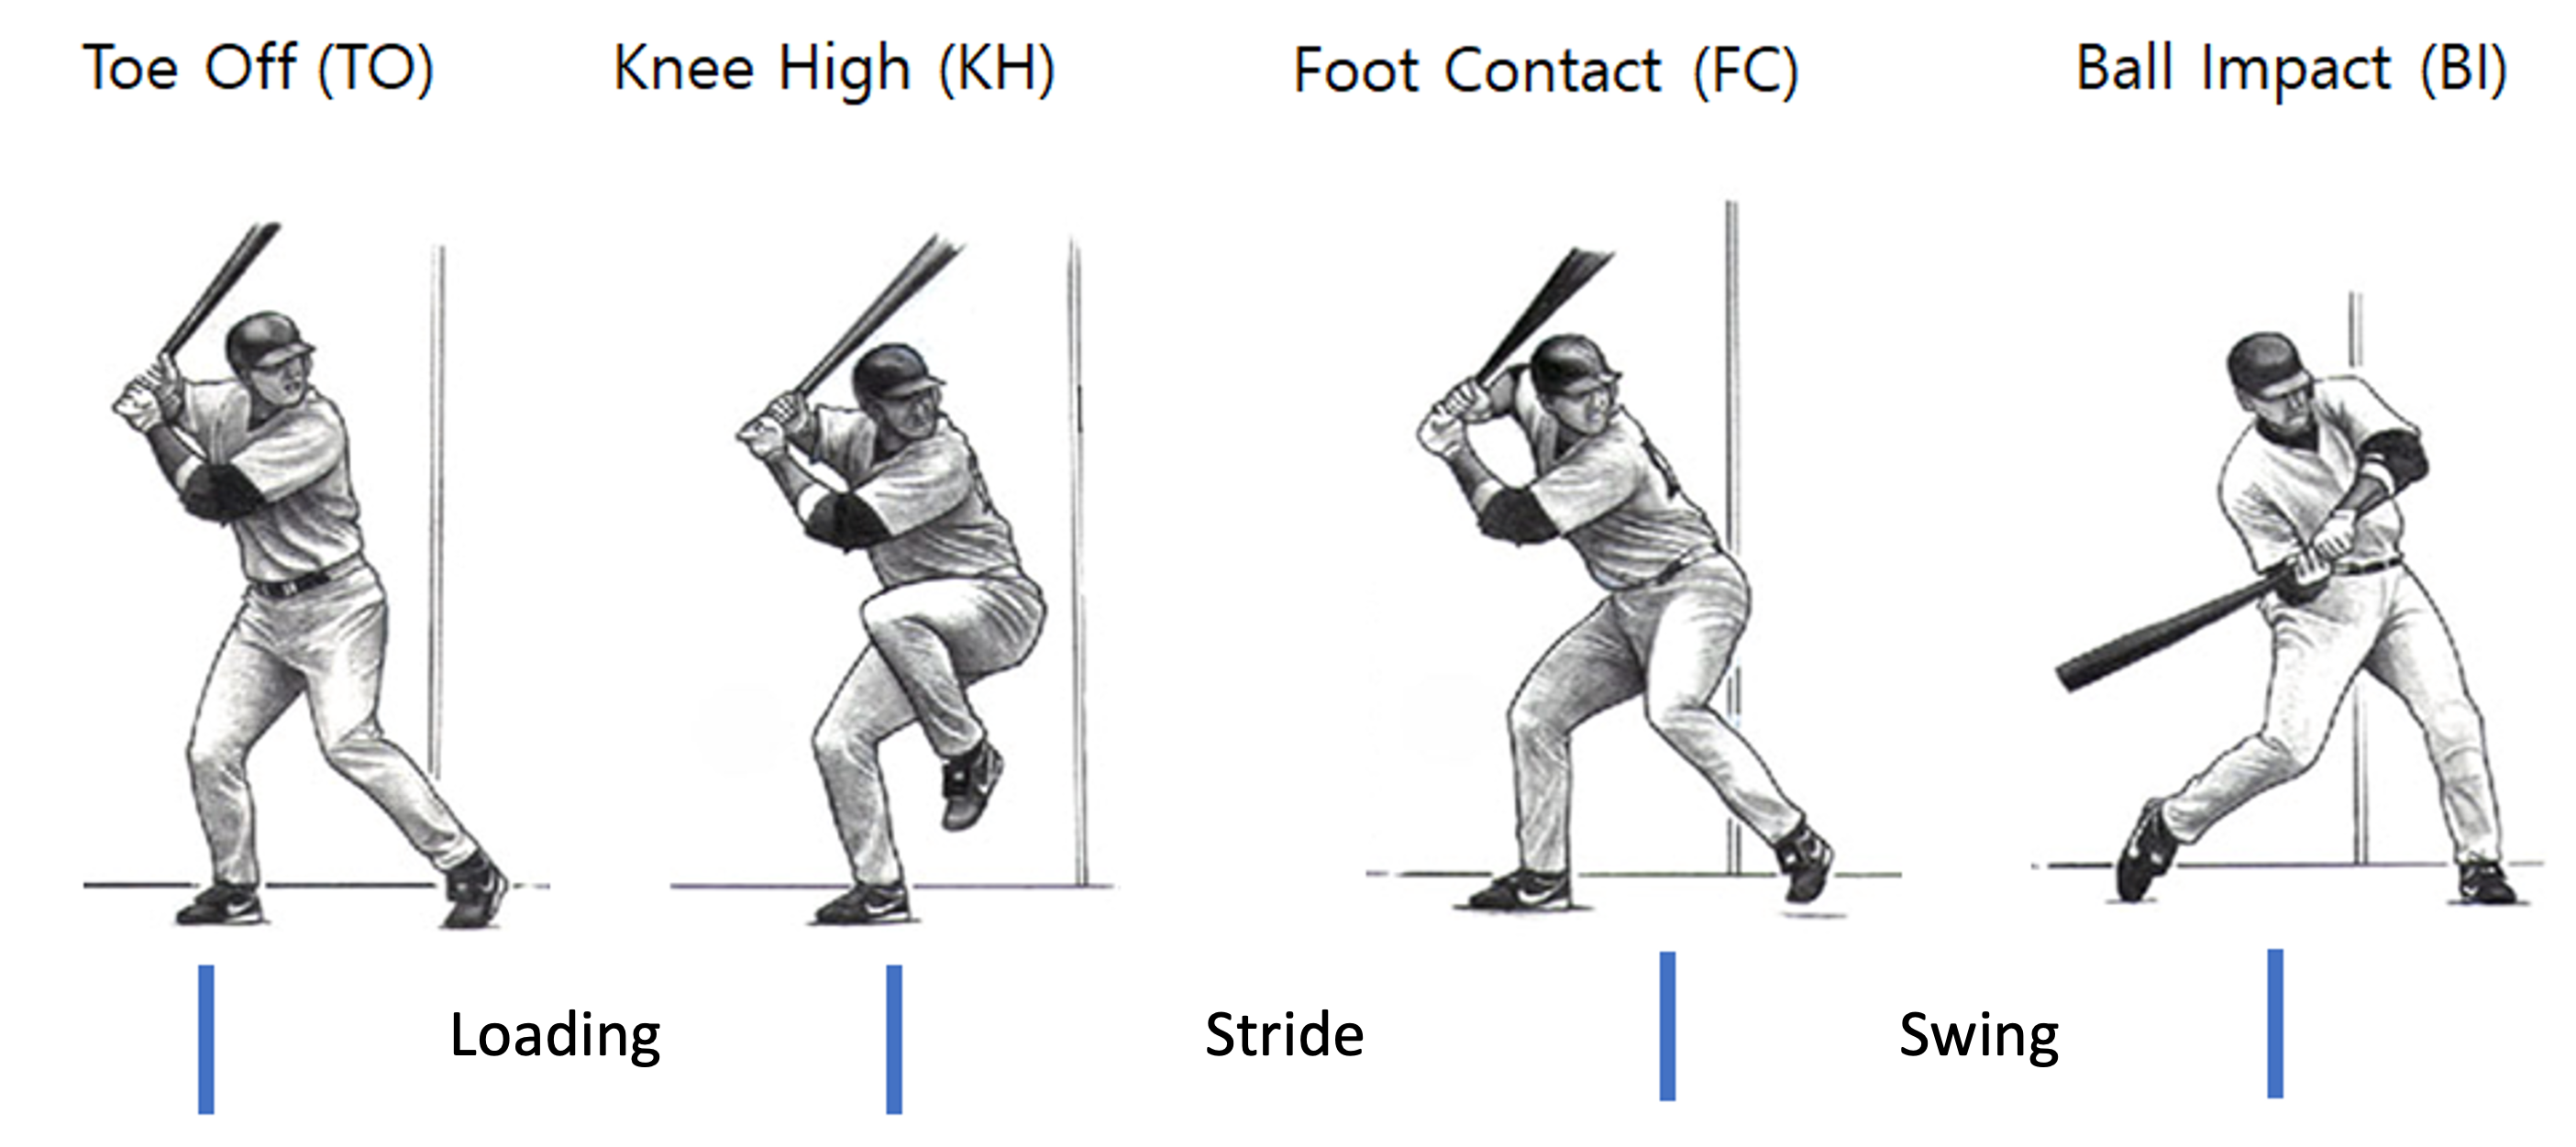 Toe Off (TO)
Knee High (KH)
Foot Contact (FC)
Ball Impact (BI)
Loading
Stride
Swing